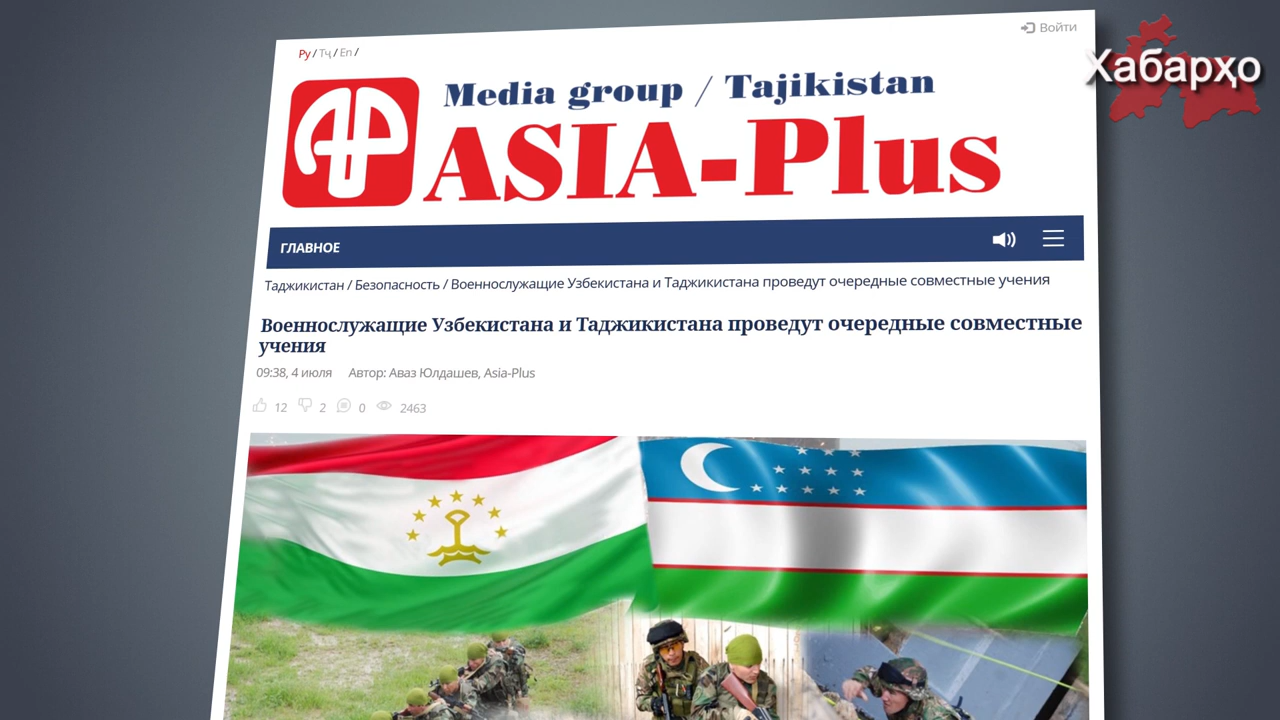 Ру / Тҷ / En /
Войти
Хабарҳо
Media group / Tajikistan
ASIA-Plus
ГЛАВНОЕ
Таджикистан / Безопасность / Военнослужащие Узбекистана и Таджикистана проведут очередные совместные учения
Военнослужащие Узбекистана и Таджикистана проведут очередные совместные
учения
09:38, 4 июля Автор: Аваз Юлдашев, Asia-Plus
12 2 0 2463